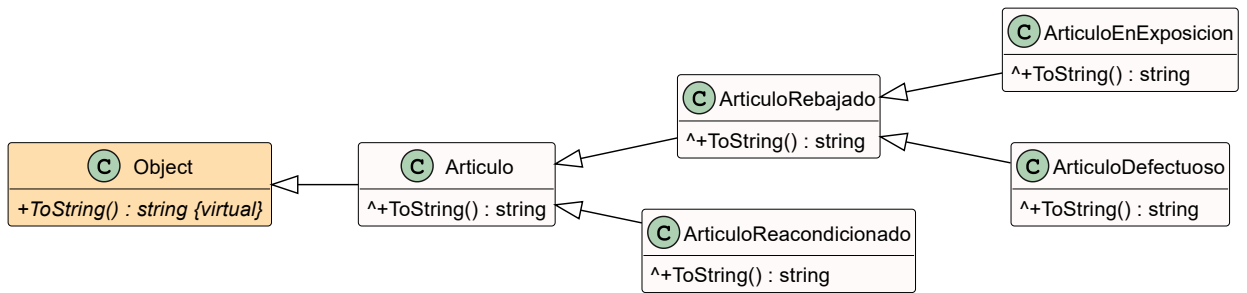 C Object
+ToString() : string {virtual}
C Articulo
^+ToString() : string
C ArticuloRebajado
^+ToString() : string
C ArticuloReacondicionado
^+ToString() : string
C ArticuloEnExposicion
^+ToString() : string
C ArticuloDefectuoso
^+ToString() : string